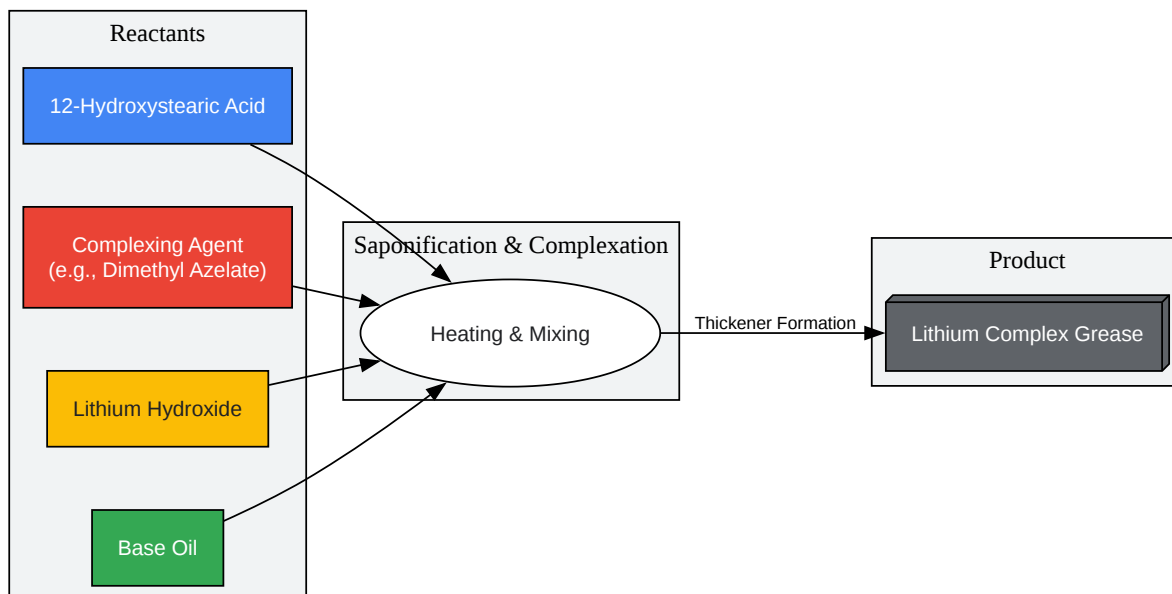 Reactants
12-Hydroxystearic Acid
Complexing Agent
(e.g., Dimethyl Azelate)
Lithium Hydroxide
Base Oil
Saponification & Complexation
Heating & Mixing
Thickener Formation
Product
Lithium Complex Grease